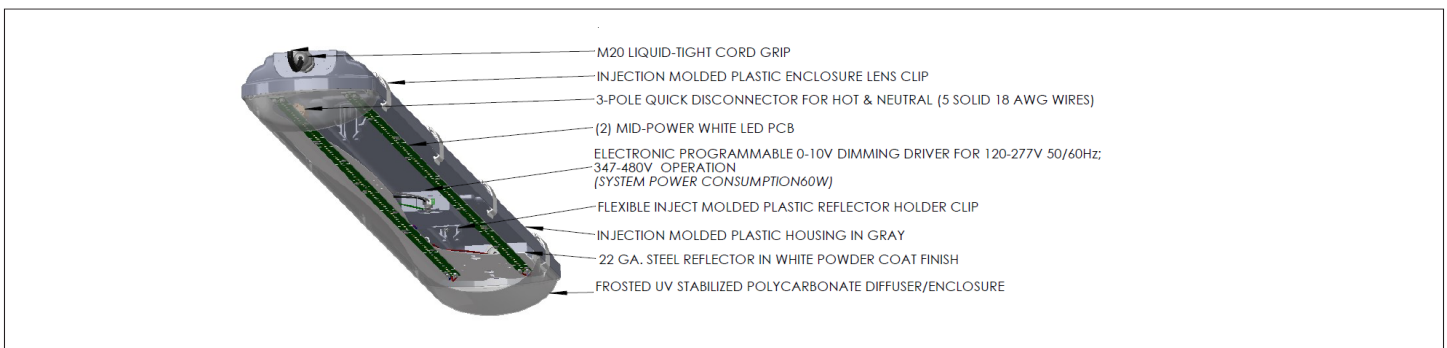 M20 LIQUID-TIGHT CORD GRIP
INJECTION MOLDED PLASTIC ENCLOSURE LENS CLIP
3-POLE QUICK DISCONNECTOR FOR HOT & NEUTRAL (5 SOLID 18 AWG WIRES)
(2) MID-POWER WHITE LED PCB
ELECTRONIC PROGRAMMABLE 0-10V DIMMING DRIVER FOR 120-277V 50/60Hz;
347-480V OPERATION
(SYSTEM POWER CONSUMPTION60W)
FLEXIBLE INJECT MOLDED PLASTIC REFLECTOR HOLDER CLIP
INJECTION MOLDED PLASTIC HOUSING IN GRAY
22 GA. STEEL REFLECTOR IN WHITE POWDER COAT FINISH
FROSTED UV STABILIZED POLYCARBONATE DIFFUSER/ENCLOSURE